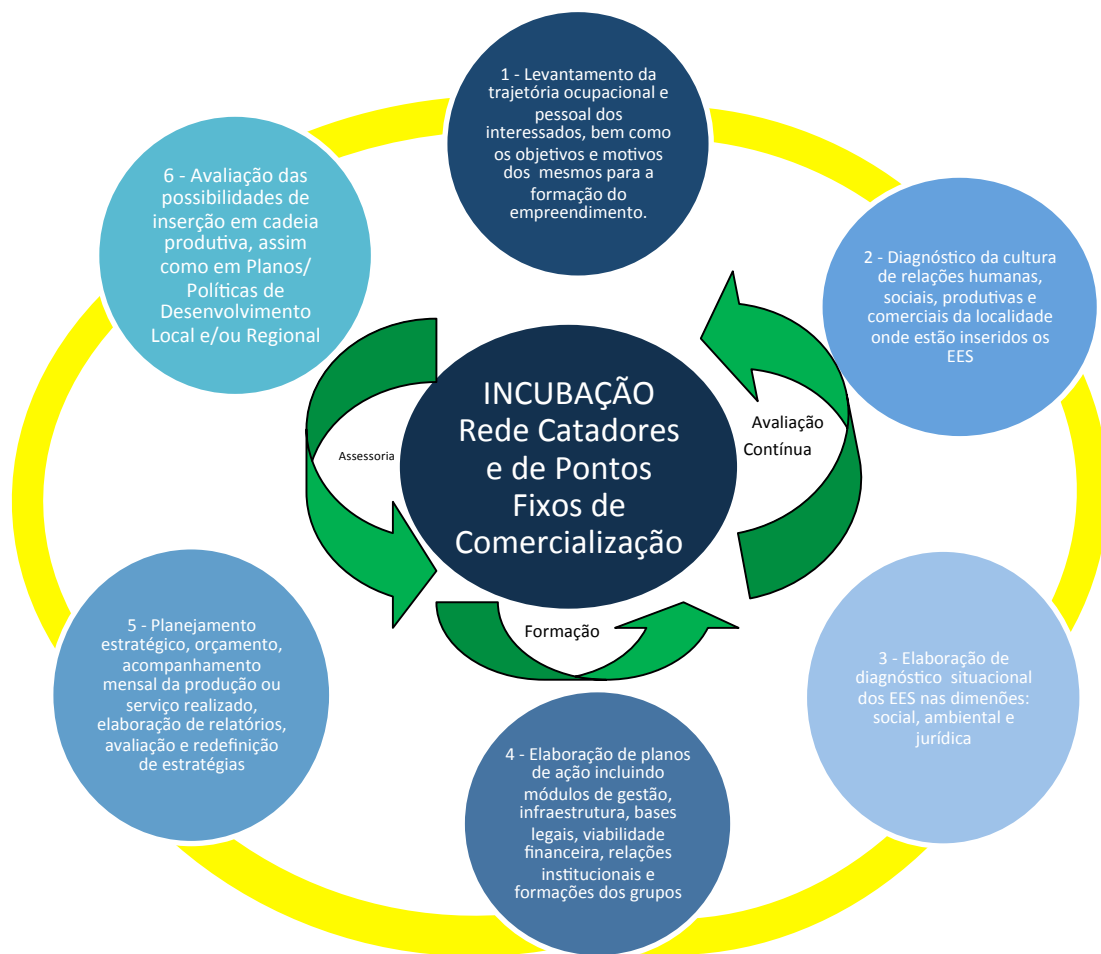 1 - Levantamento da
trajetória ocupacional e
pessoal dos
interessados, bem como
os objetivos e motivos
dos mesmos para a
formação do
empreendimento.
2 - Diagnóstico da cultura
de relações humanas,
sociais, produtivas e
comerciais da localidade
onde estão inseridos os
EES
3 - Elaboração de
diagnóstico situacional
dos EES nas dimenões:
social, ambiental e
jurídica
4 - Elaboração de planos
de ação incluindo
módulos de gestão,
infraestrutura, bases
legais, viabilidade
financeira, relações
institucionais e
formações dos grupos
5 - Planejamento
estratégico, orçamento,
acompanhamento
mensal da produção ou
serviço realizado,
elaboração de relatórios,
avaliação e redefinição
de estratégias
6 - Avaliação das
possibilidades de
inserção em cadeia
produtiva, assim
como em Planos/
Políticas de
Desenvolvimento
Local e/ou Regional
INCUBAÇÃO
Rede Catadores
e de Pontos
Fixos de
Comercialização
Assessoria
Formação
Avaliação
Contínua